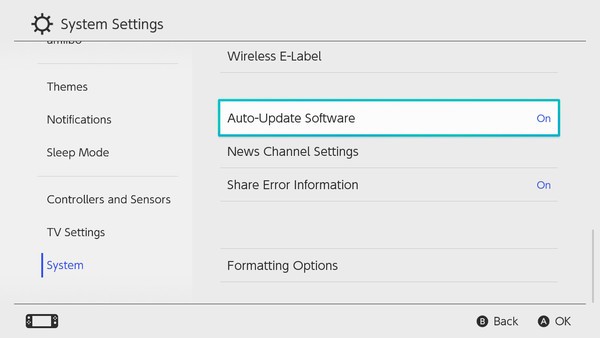 System Settings
amiibo
Themes
Notifications
Sleep Mode
Controllers and Sensors
TV Settings
System
Wireless E-Label
Auto-Update Software On
News Channel Settings
Share Error Information On
Formatting Options
B Back A OK